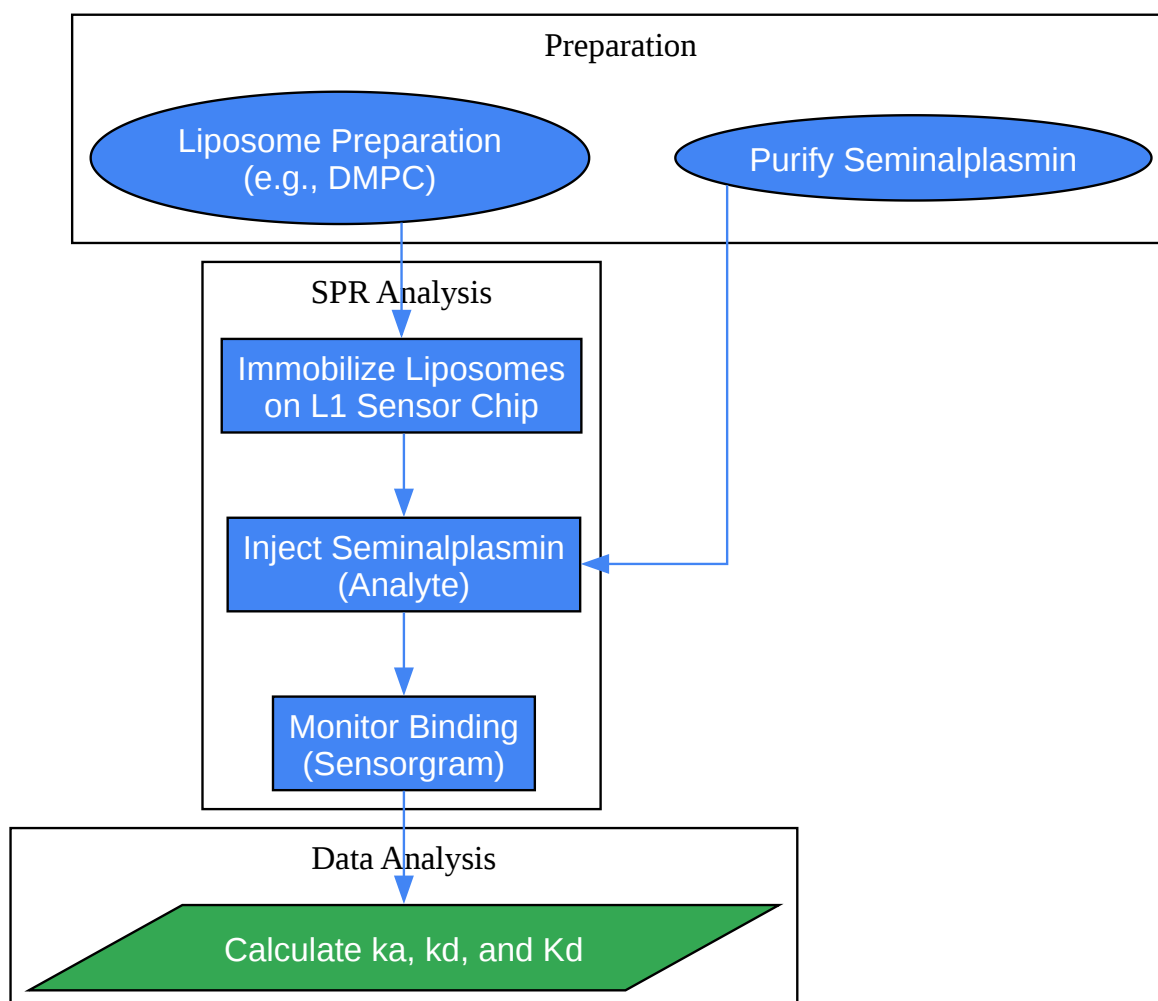 Preparation
Liposome Preparation
(e.g., DMPC)
Purify Seminalplasmin
SPR Analysis
Immobilize Liposomes
on L1 Sensor Chip
Inject Seminalplasmin
(Analyte)
Monitor Binding
(Sensorgram)
Data Analysis
Calculate ka, kd, and Kd